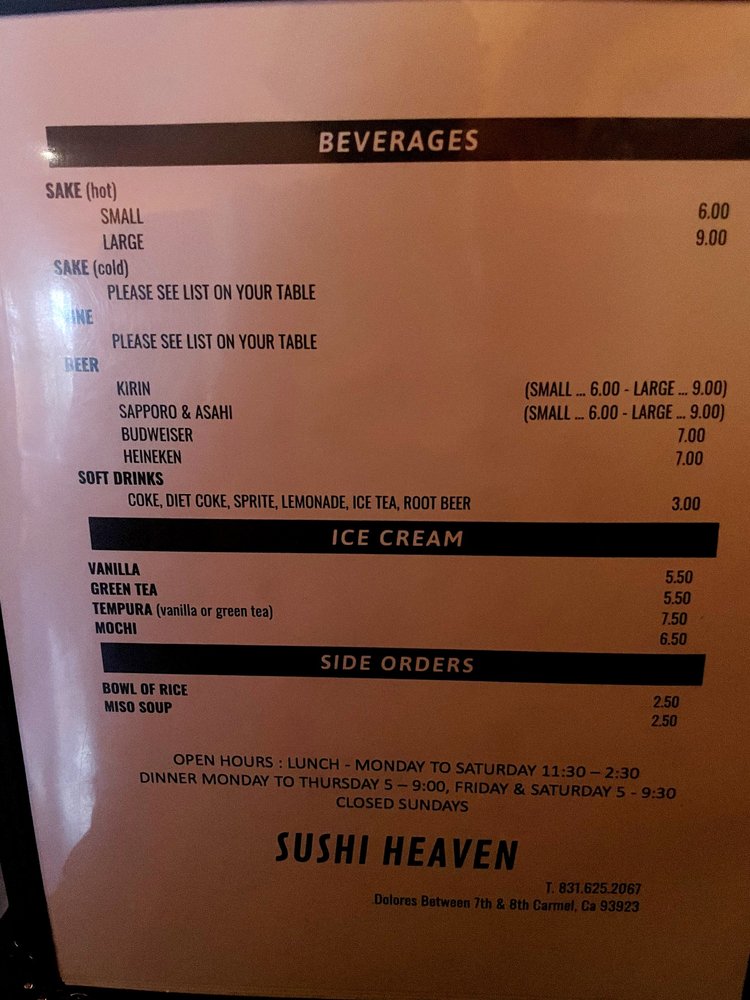 BEVERAGES
SAKE (hot)
SMALL 6.00
LARGE 9.00
SAKE (cold)
PLEASE SEE LIST ON YOUR TABLE
WINE
PLEASE SEE LIST ON YOUR TABLE
BEER
KIRIN (SMALL ... 6.00 - LARGE ... 9.00)
SAPPORO & ASAHI (SMALL ... 6.00 - LARGE ... 9.00)
BUDWEISER 7.00
HEINEKEN 7.00
SOFT DRINKS
COKE, DIET COKE, SPRITE, LEMONADE, ICE TEA, ROOT BEER 3.00
ICE CREAM
VANILLA 5.50
GREEN TEA 5.50
TEMPURA (vanilla or green tea) 7.50
MOCHI 6.50
SIDE ORDERS
BOWL OF RICE 2.50
MISO SOUP 2.50
OPEN HOURS : LUNCH - MONDAY TO SATURDAY 11:30 – 2:30
DINNER MONDAY TO THURSDAY 5 – 9:00, FRIDAY & SATURDAY 5 - 9:30
CLOSED SUNDAYS
SUSHI HEAVEN
T. 831.625.2067
Dolores Between 7th & 8th Carmel, Ca 93923